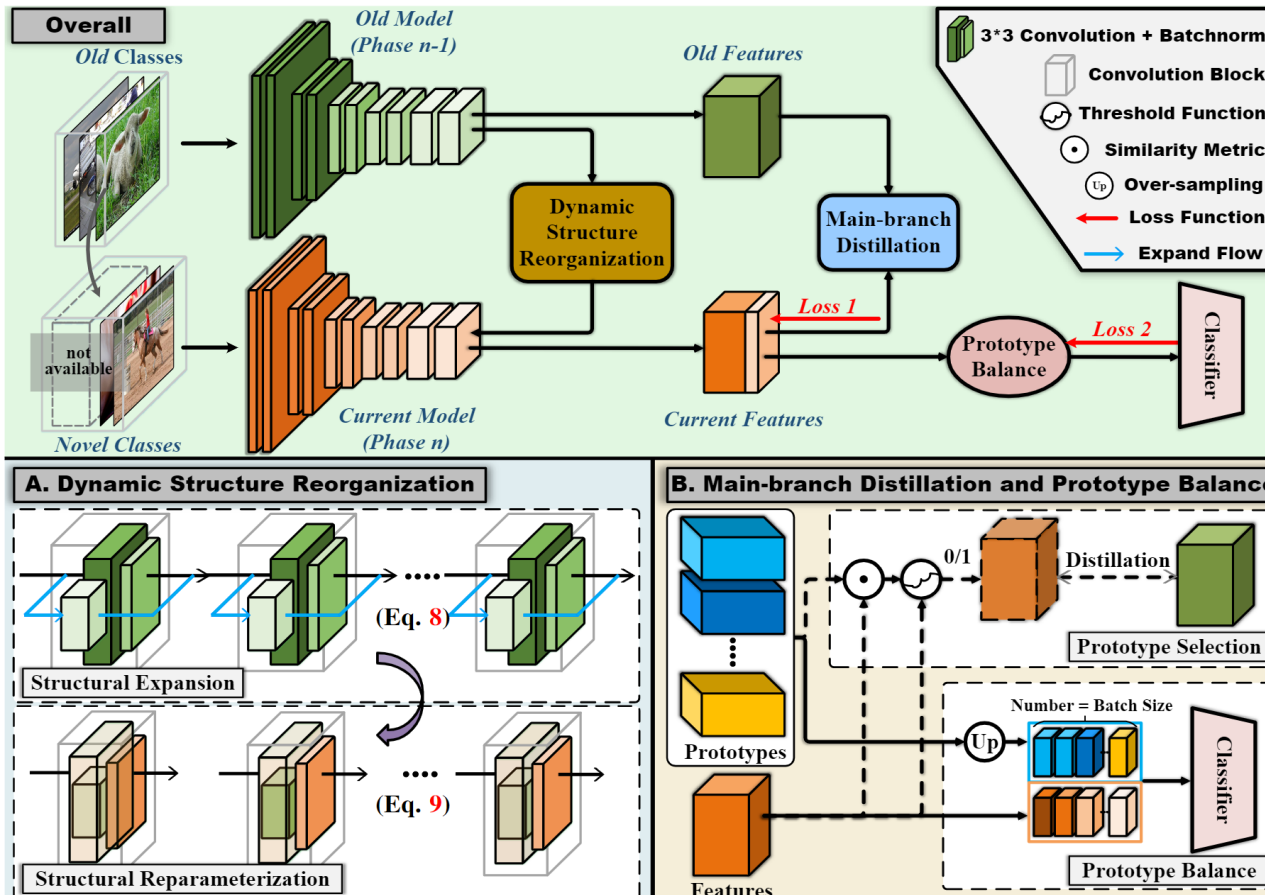 Overall
Old Classes
Old Model
(Phase n-1)
Old Features
3*3 Convolution + Batchnorm
Convolution Block
Threshold Function
Similarity Metric
Up
Over-sampling
Loss Function
Expand Flow
Dynamic
Structure
Reorganization
Main-branch
Distillation
not
available
Loss 1
Loss 2
Prototype
Balance
Classifier
Novel Classes
Current Model
(Phase n)
Current Features
A. Dynamic Structure Reorganization
(Eq. 8)
Structural Expansion
(Eq. 9)
Structural Reparameterization
B. Main-branch Distillation and Prototype Balance
0/1
Distillation
Prototype Selection
Prototypes
Number = Batch Size
Up
Classifier
Features
Prototype Balance